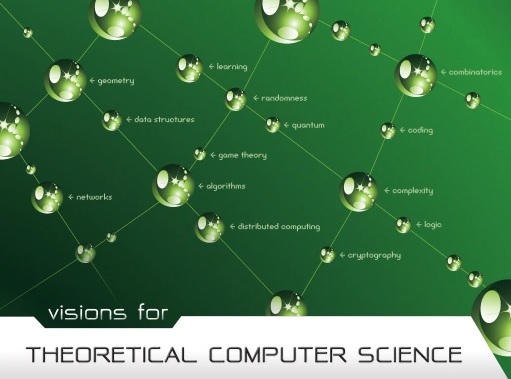 ← learning
← combinatorics
← geometry
← randomness
← data structures
← quantum
← coding
← game theory
← algorithms
← complexity
← networks
← distributed computing
← logic
← cryptography
visions for
THEORETICAL COMPUTER SCIENCE